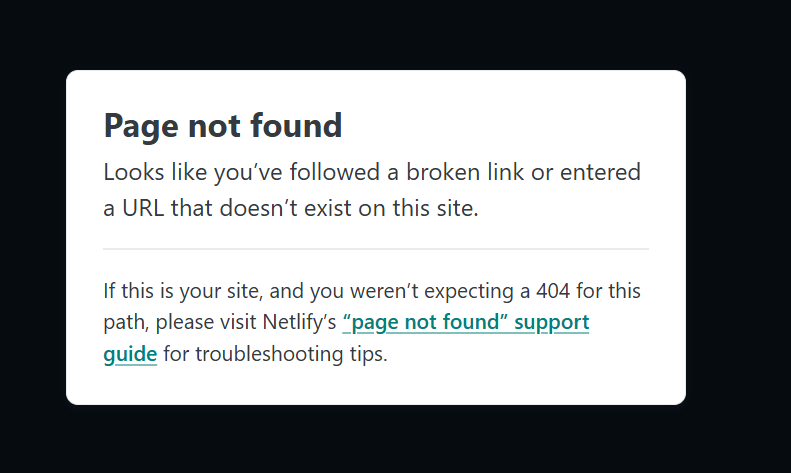 Page not found
Looks like you’ve followed a broken link or entered
a URL that doesn’t exist on this site.
If this is your site, and you weren’t expecting a 404 for this
path, please visit Netlify’s “page not found” support
guide for troubleshooting tips.